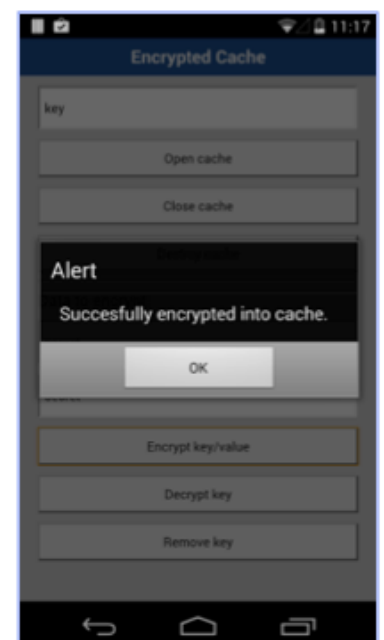 11:17
Encrypted Cache
key
Open cache
Close cache
Alert
Succesfully encrypted into cache.
OK
Encrypt key/value
Decrypt key
Remove key